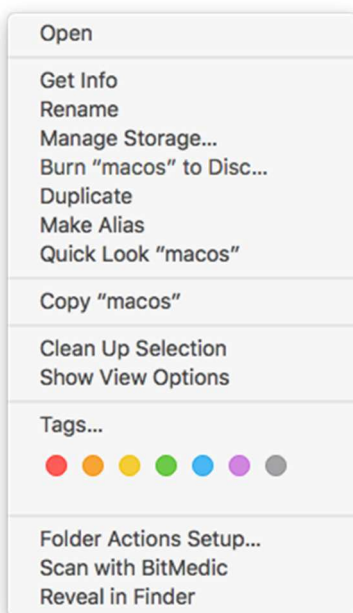 Open
Get Info
Rename
Manage Storage...
Burn “macos” to Disc...
Duplicate
Make Alias
Quick Look “macos”
Copy “macos”
Clean Up Selection
Show View Options
Tags...
Folder Actions Setup...
Scan with BitMedic
Reveal in Finder